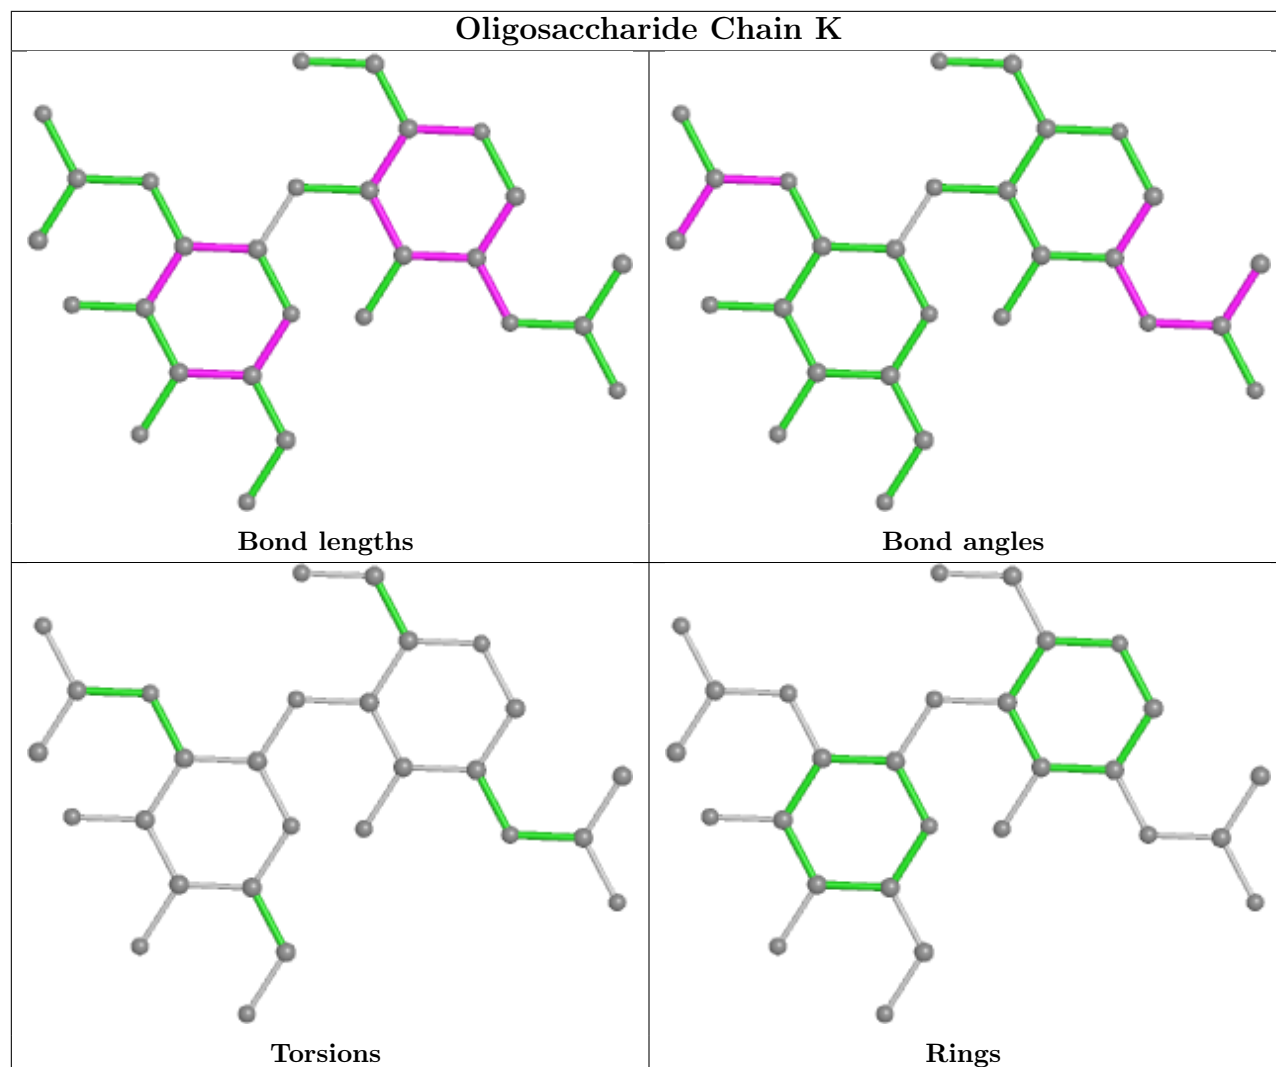 Oligosaccharide Chain K
Bond lengths
Bond angles
Torsions
Rings